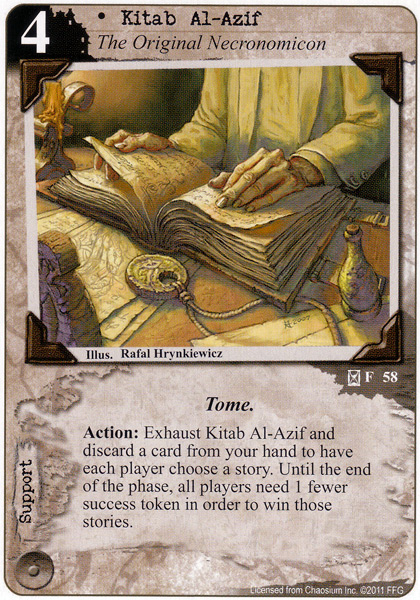 4
• Kitab Al-Azif
The Original Necronomicon
Illus. Rafal Hrynkiewicz
F 58
Tome.
Action: Exhaust Kitab Al-Azif and
discard a card from your hand to have
each player choose a story. Until the end
of the phase, all players need 1 fewer
success token in order to win those
stories.
Support
Licensed from Chaosium Inc. ©2011 FFG